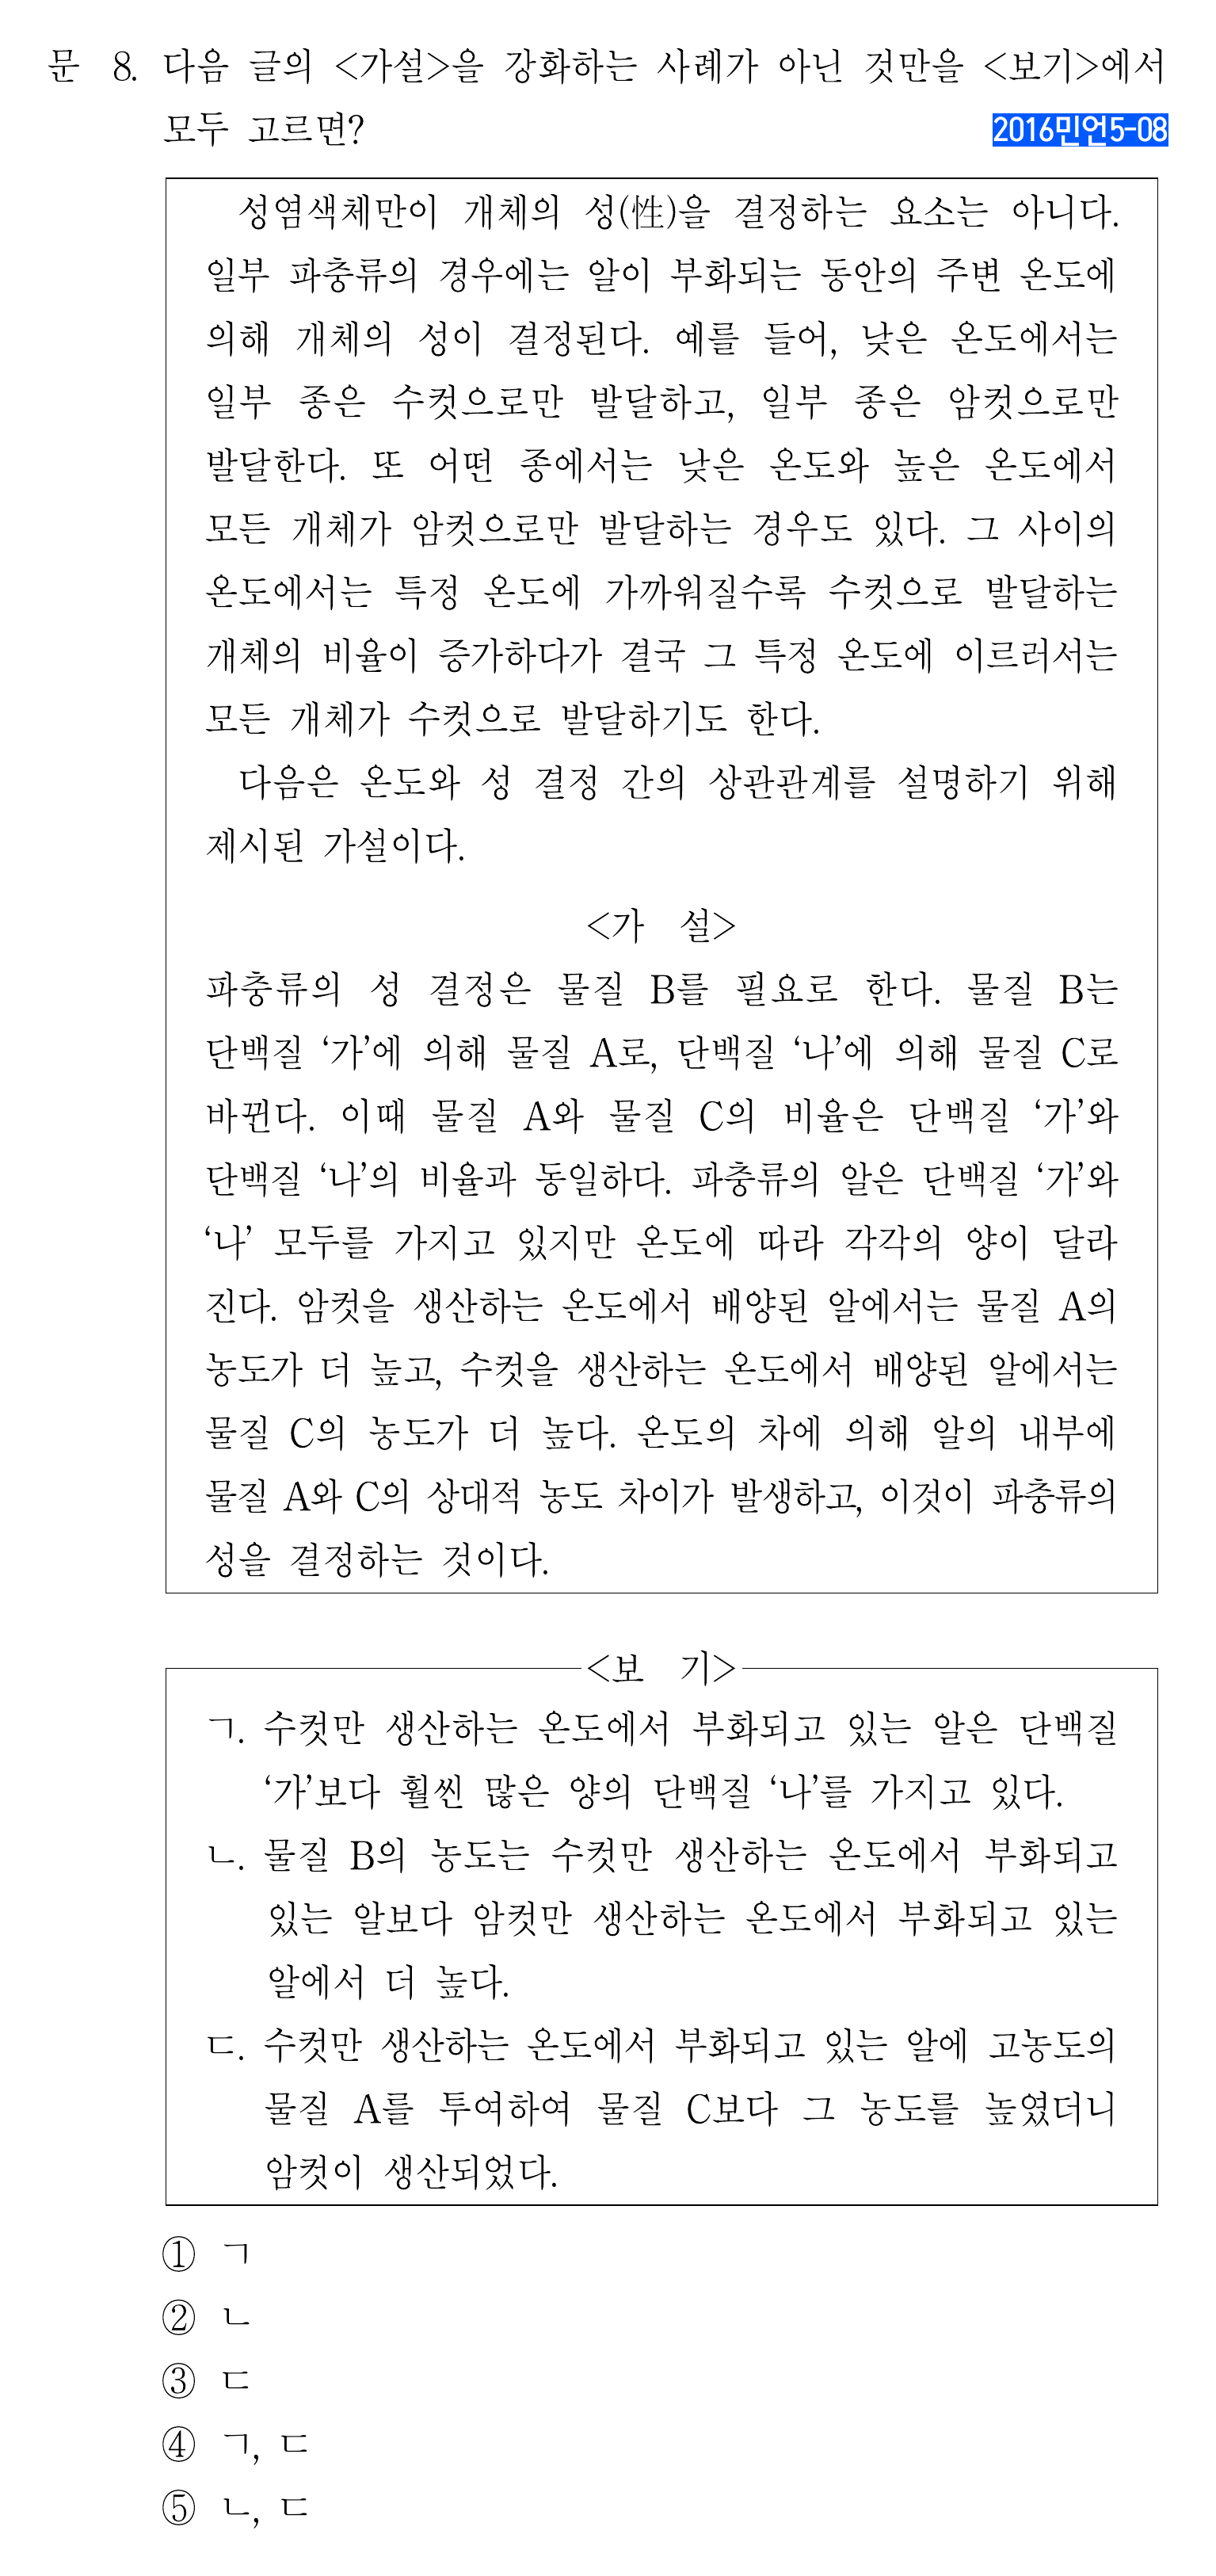 문 8. 다음 글의 <가설>을 강화하는 사례가 아닌 것만을 <보기>에서
모두 고르면?
2016민언5-08
성염색체만이 개체의 성(性)을 결정하는 요소는 아니다.
일부 파충류의 경우에는 알이 부화되는 동안의 주변 온도에
의해 개체의 성이 결정된다. 예를 들어, 낮은 온도에서는
일부 종은 수컷으로만 발달하고, 일부 종은 암컷으로만
발달한다. 또 어떤 종에서는 낮은 온도와 높은 온도에서
모든 개체가 암컷으로만 발달하는 경우도 있다. 그 사이의
온도에서는 특정 온도에 가까워질수록 수컷으로 발달하는
개체의 비율이 증가하다가 결국 그 특정 온도에 이르러서는
모든 개체가 수컷으로 발달하기도 한다.
다음은 온도와 성 결정 간의 상관관계를 설명하기 위해
제시된 가설이다.
<가 설>
파충류의 성 결정은 물질 B를 필요로 한다. 물질 B는
단백질 ‘가’에 의해 물질 A로, 단백질 ‘나’에 의해 물질 C로
바뀐다. 이때 물질 A와 물질 C의 비율은 단백질 ‘가’와
단백질 ‘나’의 비율과 동일하다. 파충류의 알은 단백질 ‘가’와
‘나’ 모두를 가지고 있지만 온도에 따라 각각의 양이 달라
진다. 암컷을 생산하는 온도에서 배양된 알에서는 물질 A의
농도가 더 높고, 수컷을 생산하는 온도에서 배양된 알에서는
물질 C의 농도가 더 높다. 온도의 차에 의해 알의 내부에
물질 A와 C의 상대적 농도 차이가 발생하고, 이것이 파충류의
성을 결정하는 것이다.
<보 기>
ㄱ. 수컷만 생산하는 온도에서 부화되고 있는 알은 단백질
‘가’보다 훨씬 많은 양의 단백질 ‘나’를 가지고 있다.
ㄴ. 물질 B의 농도는 수컷만 생산하는 온도에서 부화되고
있는 알보다 암컷만 생산하는 온도에서 부화되고 있는
알에서 더 높다.
ㄷ. 수컷만 생산하는 온도에서 부화되고 있는 알에 고농도의
물질 A를 투여하여 물질 C보다 그 농도를 높였더니
암컷이 생산되었다.
① ㄱ
② ㄴ
③ ㄷ
④ ㄱ, ㄷ
⑤ ㄴ, ㄷ